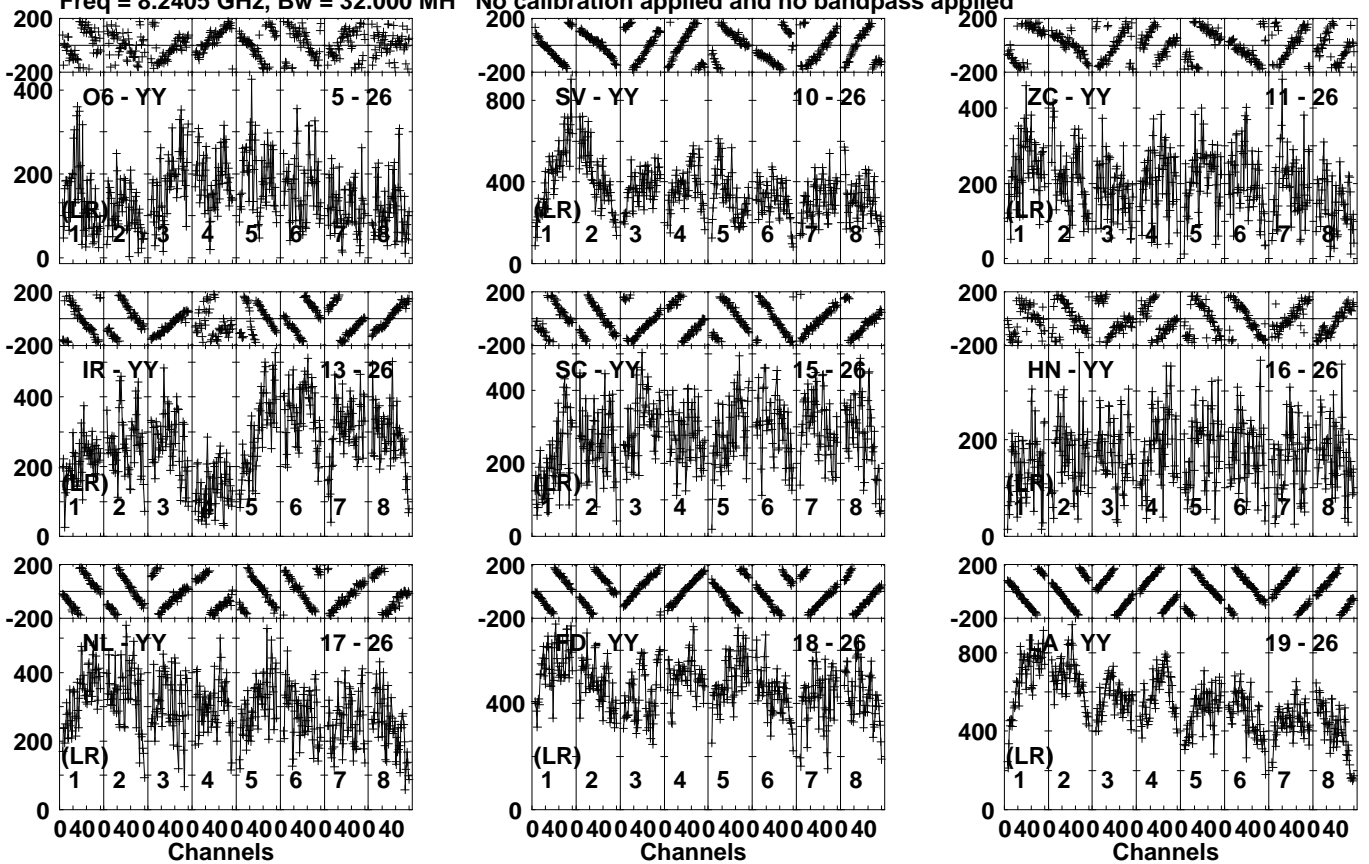 Freq = 8.2405 GHz, Bw = 32.000 MH No calibration applied and no bandpass applied
200
-200
400
200
0
O6 - YY 5 - 26
(LR)
1 2 3 4 5 6 7 8
200
-200
800
400
0
SV - YY 10 - 26
(LR)
1 2 3 4 5 6 7 8
200
-200
400
200
0
ZC - YY 11 - 26
(LR)
1 2 3 4 5 6 7 8
200
-200
400
200
0
IR - YY 13 - 26
(LR)
1 2 3 4 5 6 7 8
200
-200
400
200
0
SC - YY 15 - 26
(LR)
1 2 3 4 5 6 7 8
200
-200
200
0
HN - YY 16 - 26
(LR)
1 2 3 4 5 6 7 8
200
-200
400
200
0
NL - YY 17 - 26
(LR)
1 2 3 4 5 6 7 8
0 40 0 40 0 40 0 40 0 40 0 40 0 40 0 40
Channels
200
-200
400
0
FD - YY 18 - 26
(LR)
1 2 3 4 5 6 7 8
0 40 0 40 0 40 0 40 0 40 0 40 0 40 0 40
Channels
200
-200
800
400
0
LA - YY 19 - 26
(LR)
1 2 3 4 5 6 7 8
0 40 0 40 0 40 0 40 0 40 0 40 0 40 0 40
Channels